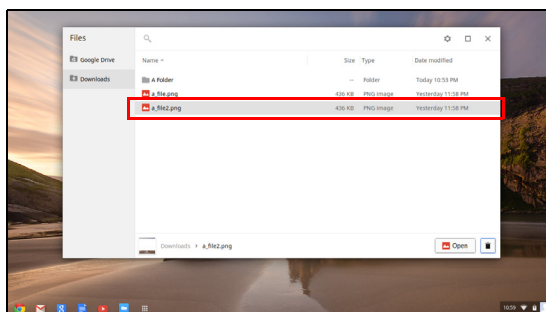 Files
Google Drive
Downloads
Name
Size
Type
Date modified
A Folder
--
Folder
Today 10:53 PM
a_file.png
436 KB
PNG image
Yesterday 11:58 PM
a_file2.png
436 KB
PNG image
Yesterday 11:58 PM
Downloads > a_file2.png
Open
10:59